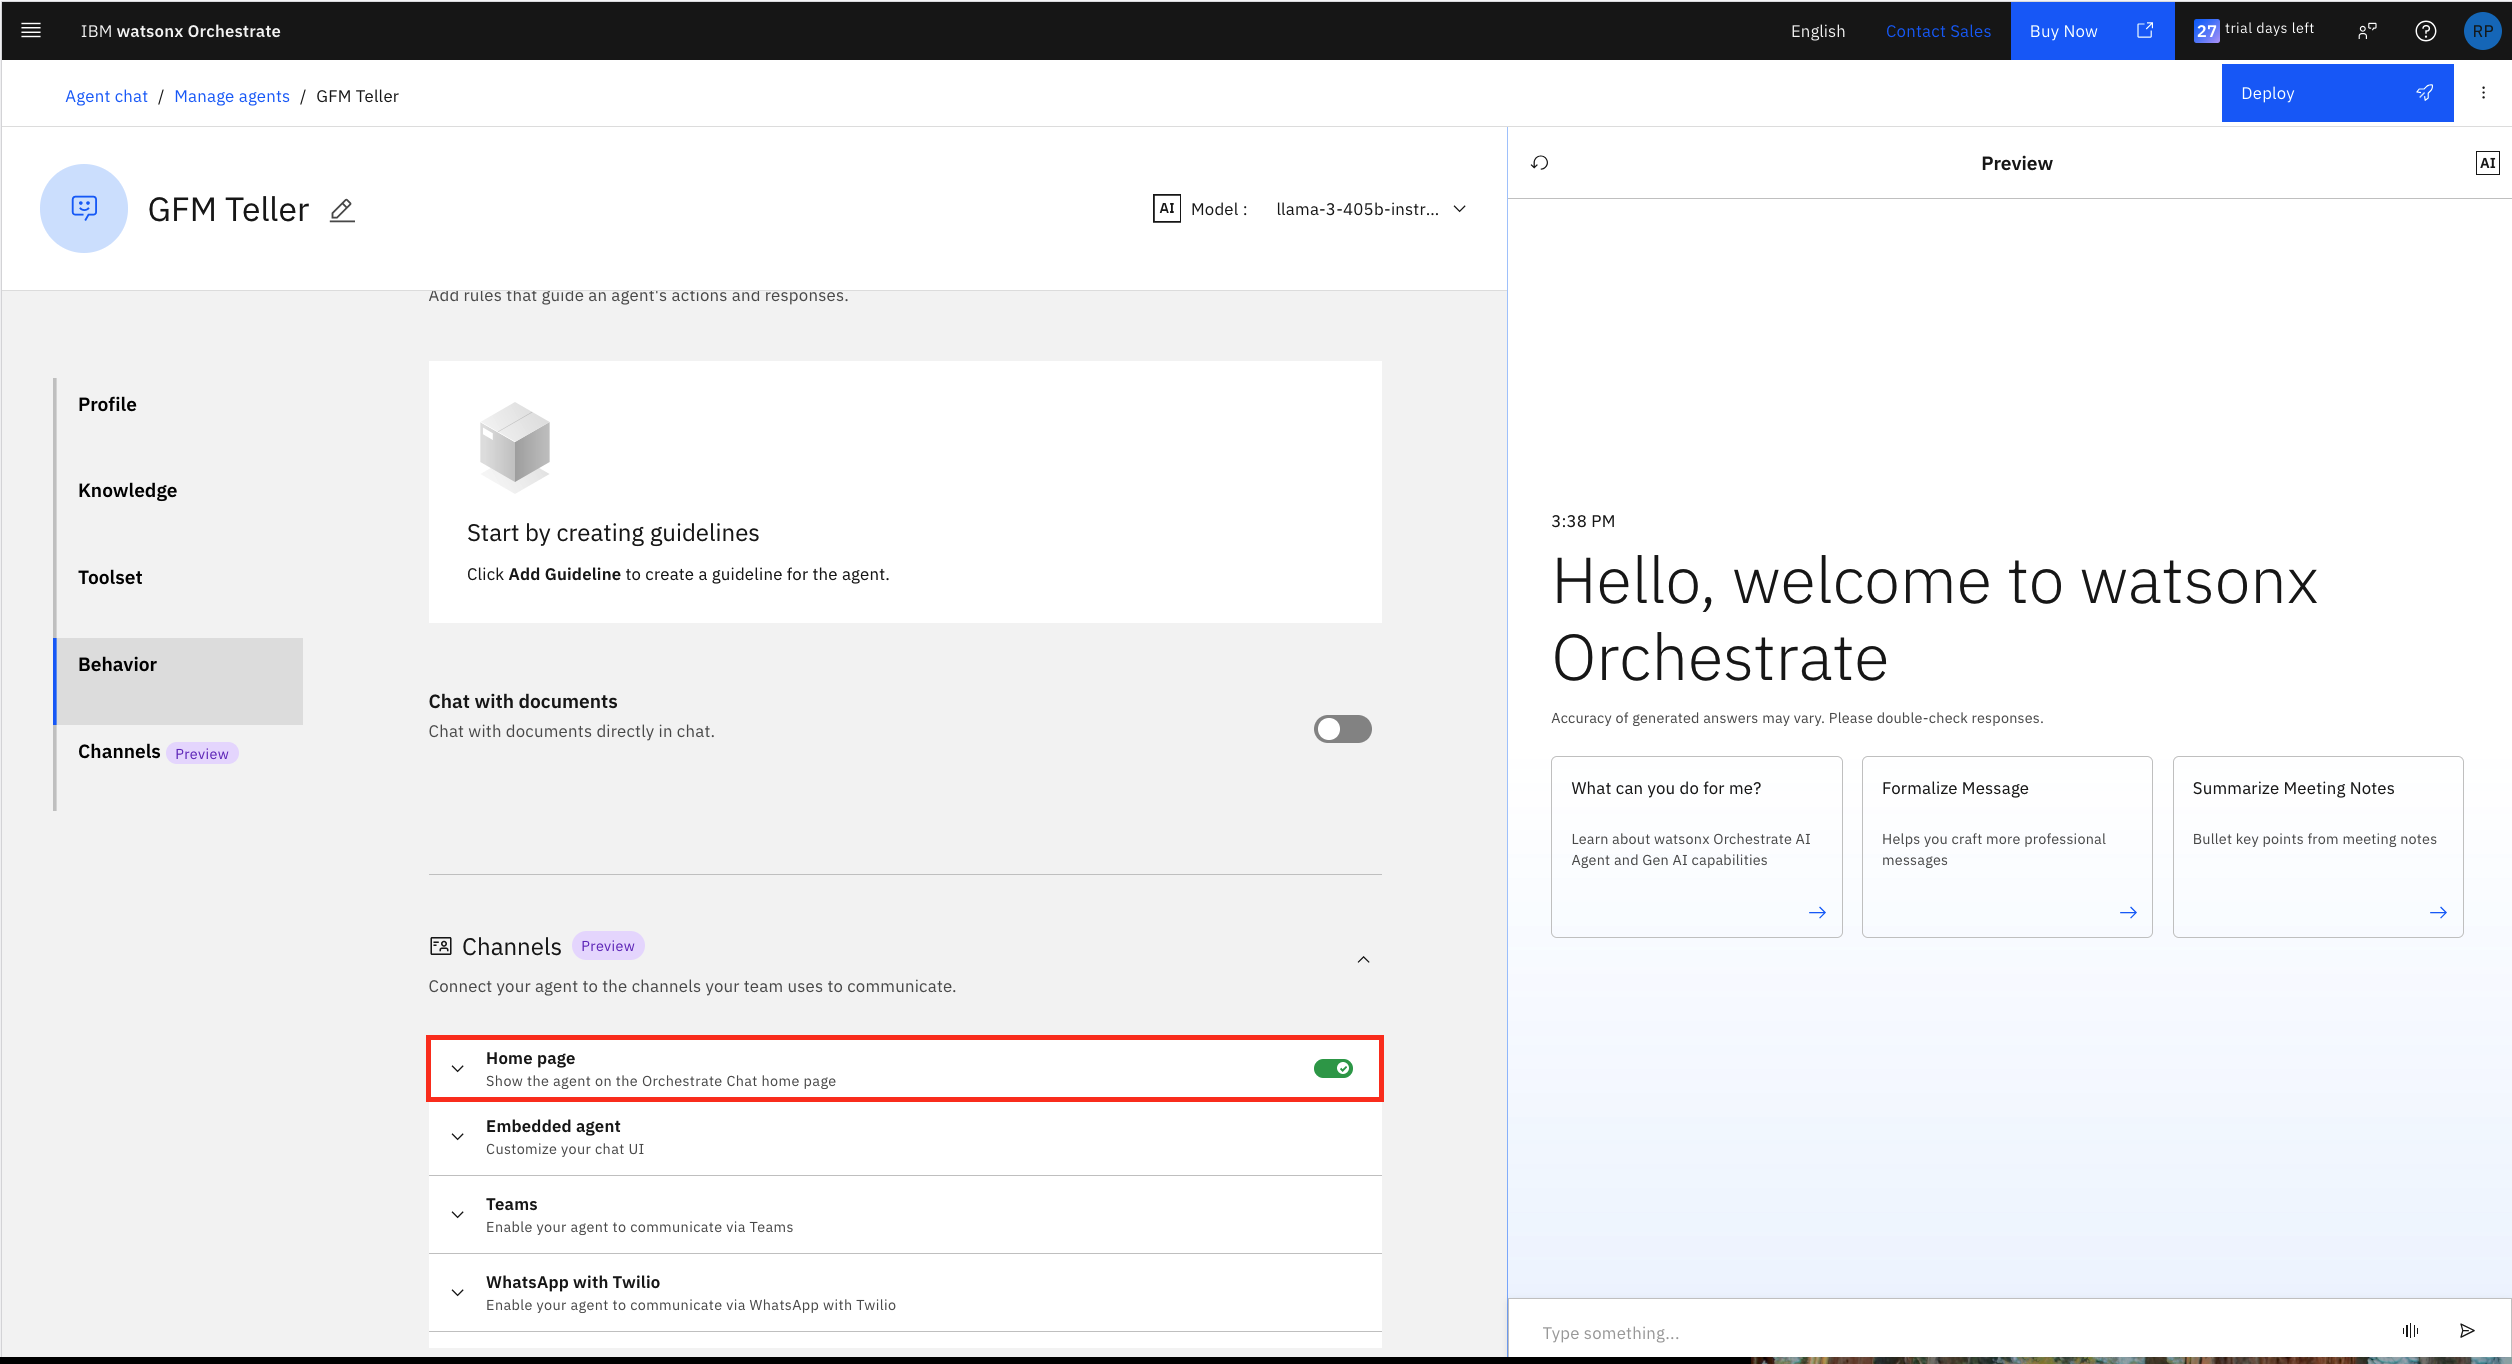 IBM watsonx Orchestrate
English
Contact Sales
Buy Now
27 trial days left
RP
Agent chat / Manage agents / GFM Teller
Deploy
GFM Teller
AI Model : llama-3-405b-instr...
Add rules that guide an agent's actions and responses.
Profile
Knowledge
Toolset
Behavior
Channels Preview
Start by creating guidelines
Click Add Guideline to create a guideline for the agent.
Chat with documents
Chat with documents directly in chat.
Channels Preview
Connect your agent to the channels your team uses to communicate.
Home page
Show the agent on the Orchestrate Chat home page
Embedded agent
Customize your chat UI
Teams
Enable your agent to communicate via Teams
WhatsApp with Twilio
Enable your agent to communicate via WhatsApp with Twilio
Preview
AI
3:38 PM
Hello, welcome to watsonx
Orchestrate
Accuracy of generated answers may vary. Please double-check responses.
What can you do for me?
Learn about watsonx Orchestrate AI
Agent and Gen AI capabilities
Formalize Message
Helps you craft more professional
messages
Summarize Meeting Notes
Bullet key points from meeting notes
Type something...